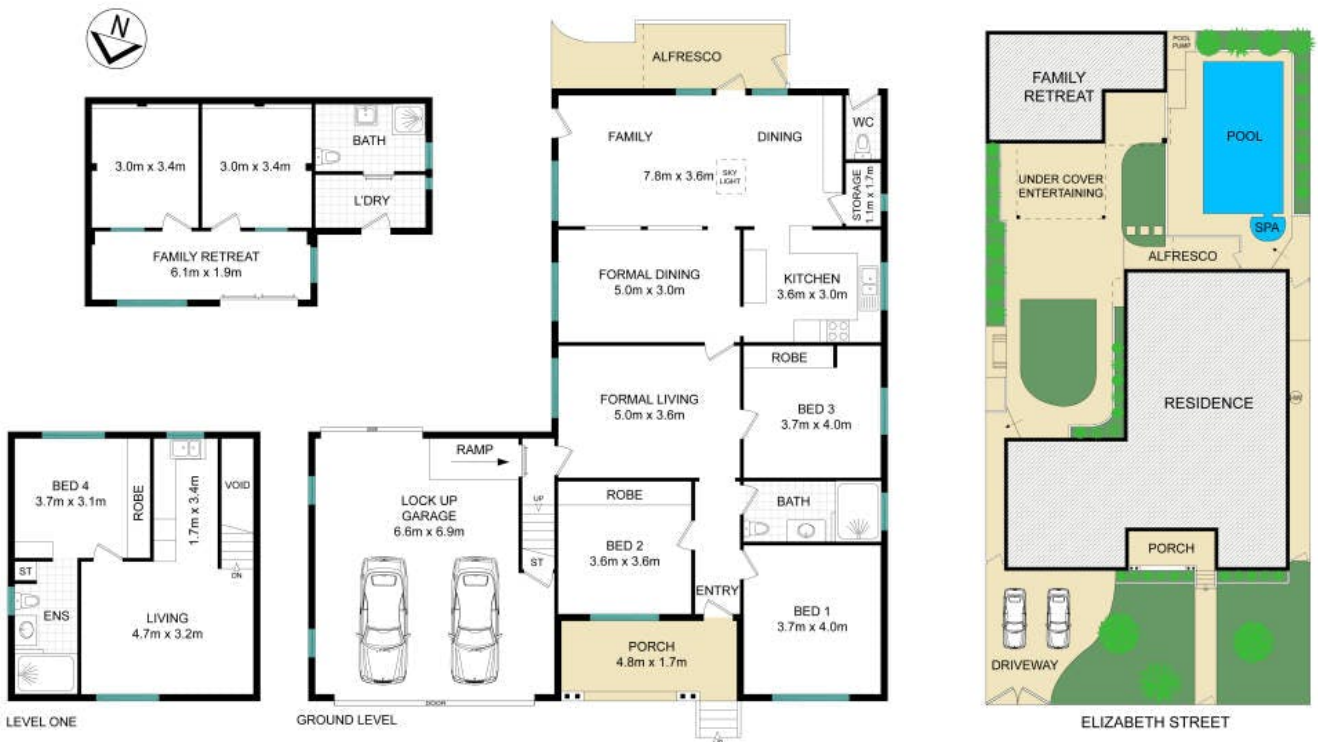 N
3.0m x 3.4m
3.0m x 3.4m
BATH
L'DRY
FAMILY RETREAT
6.1m x 1.9m
ALFRESCO
FAMILY
DINING
7.8m x 3.6m
SKY
LIGHT
WC
STORAGE
1.1m x 1.7m
FORMAL DINING
5.0m x 3.0m
KITCHEN
3.6m x 3.0m
FORMAL LIVING
5.0m x 3.6m
ROBE
BED 3
3.7m x 4.0m
DOOR
RAMP
LOCK UP
GARAGE
6.6m x 6.9m
UP
ST
ROBE
BED 2
3.6m x 3.6m
BATH
ENTRY
BED 1
3.7m x 4.0m
PORCH
4.8m x 1.7m
DOOR
UP
GROUND LEVEL
BED 4
3.7m x 3.1m
ROBE
1.7m x 3.4m
VOID
DN
ST
ENS
LIVING
4.7m x 3.2m
LEVEL ONE
FAMILY
RETREAT
POOL
PUMP
POOL
UNDER COVER
ENTERTAINING
SPA
ALFRESCO
RESIDENCE
HW
PORCH
DRIVEWAY
ELIZABETH STREET